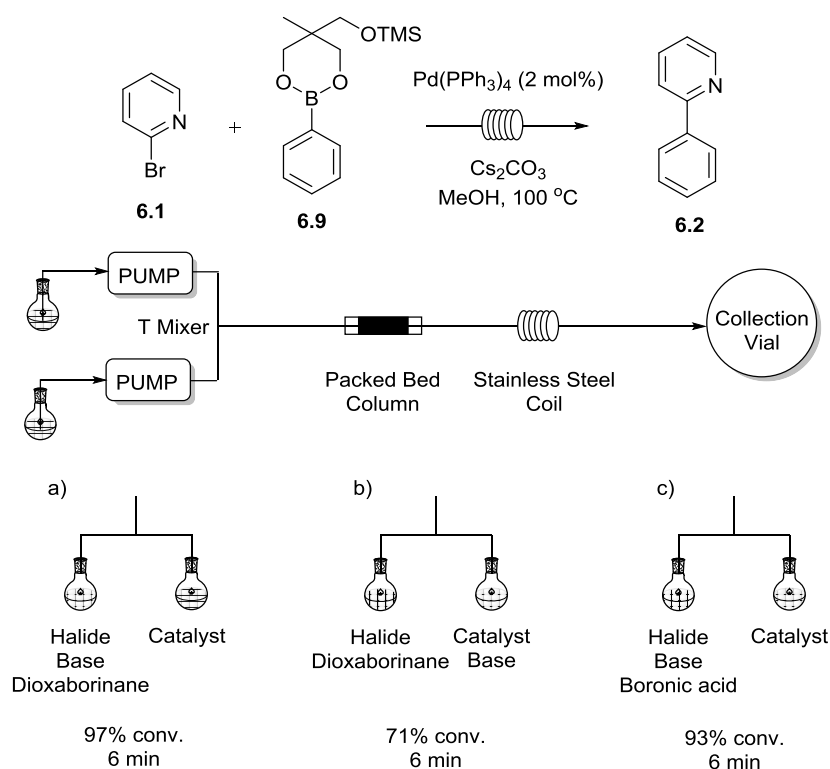 OTMS
O
O
B
N
Br
+
6.1
6.9
Pd(PPh3)4 (2 mol%)
Cs2CO3
MeOH, 100 oC
N
6.2
PUMP
T Mixer
PUMP
Packed Bed
Column
Stainless Steel
Coil
Collection
Vial
a)
Halide
Base
Dioxaborinane
Catalyst
97% conv.
6 min
b)
Halide
Dioxaborinane
Catalyst
Base
71% conv.
6 min
c)
Halide
Base
Boronic acid
Catalyst
93% conv.
6 min